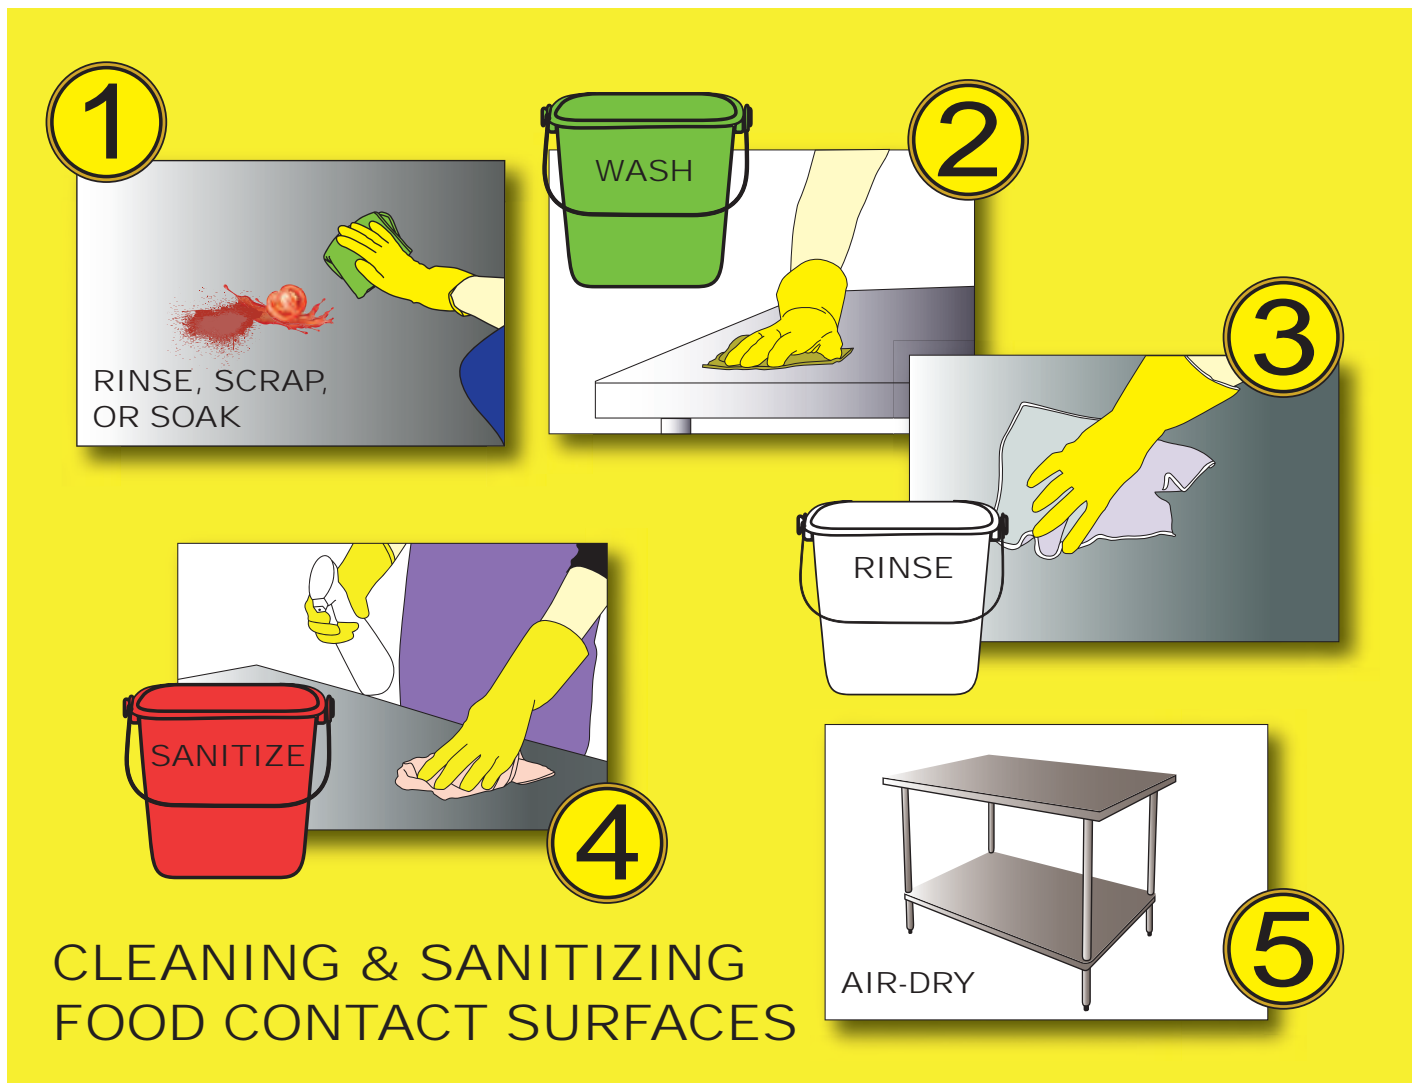 1
RINSE, SCRAP,
OR SOAK
2
WASH
3
RINSE
4
SANITIZE
5
AIR-DRY
CLEANING & SANITIZING
FOOD CONTACT SURFACES